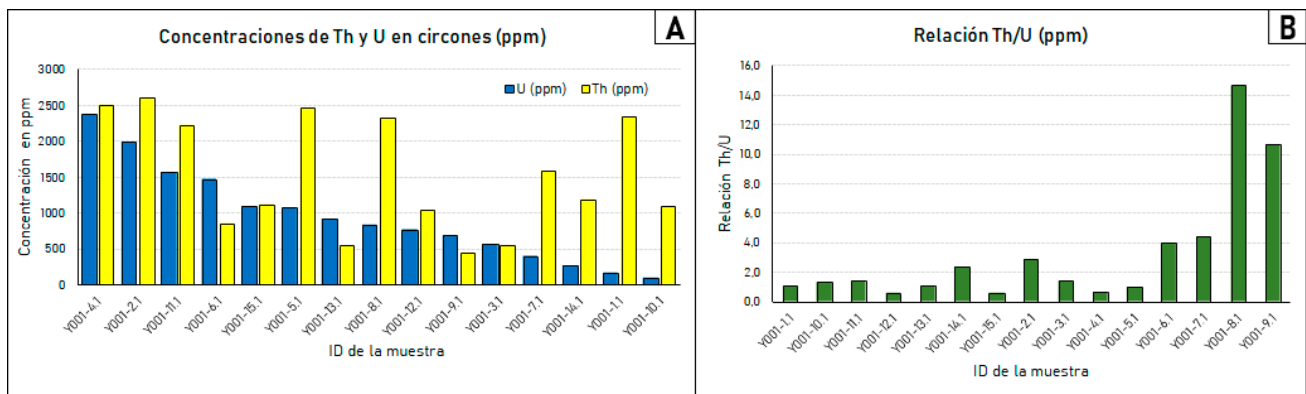 Concentraciones de Th y U en circones (ppm)
A
U (ppm) Th (ppm)
Concentración en ppm
3000
2500
2000
1500
1000
500
0
Y001-4.1 Y001-2.1 Y001-11.1 Y001-6.1 Y001-15.1 Y001-5.1 Y001-13.1 Y001-8.1 Y001-12.1 Y001-9.1 Y001-3.1 Y001-7.1 Y001-14.1 Y001-1.1 Y001-10.1
ID de la muestra
Relación Th/U (ppm)
B
Relación Th/U
16,0
14,0
12,0
10,0
8,0
6,0
4,0
2,0
0,0
Y001-1.1 Y001-10.1 Y001-11.1 Y001-12.1 Y001-13.1 Y001-14.1 Y001-15.1 Y001-2.1 Y001-3.1 Y001-4.1 Y001-5.1 Y001-6.1 Y001-7.1 Y001-8.1 Y001-9.1
ID de la muestra